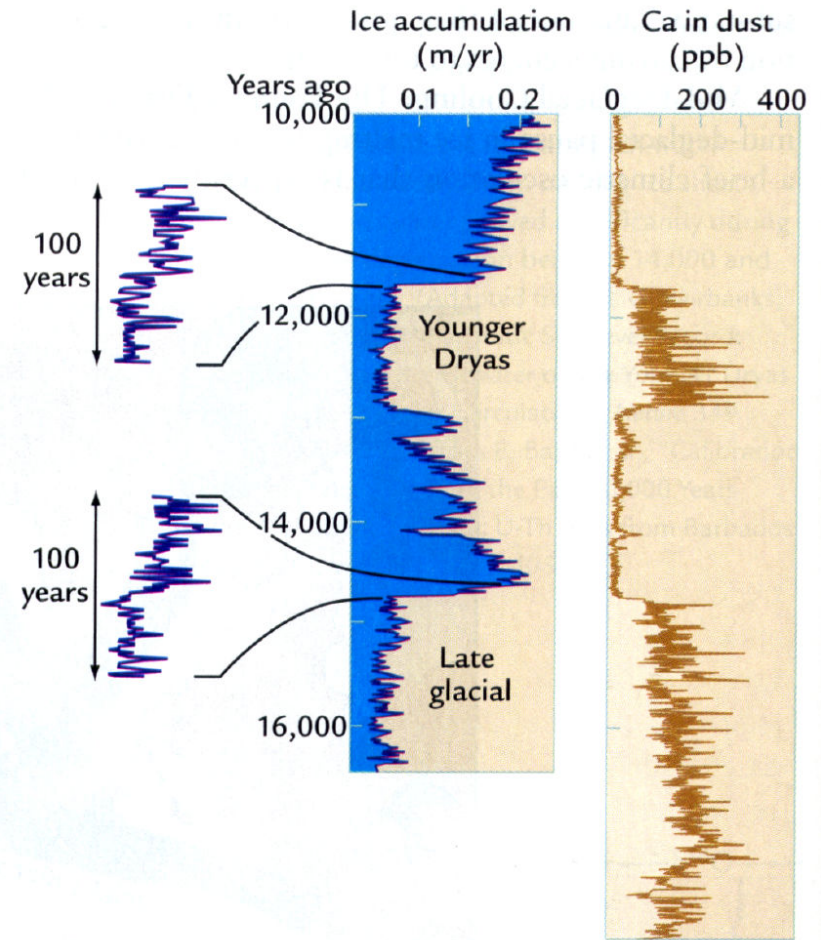 Ice accumulation
(m/yr)
Ca in dust
(ppb)
Years ago
0.1
0.2
0
200
400
10,000
100
years
12,000
Younger
Dryas
14,000
100
years
Late
glacial
16,000